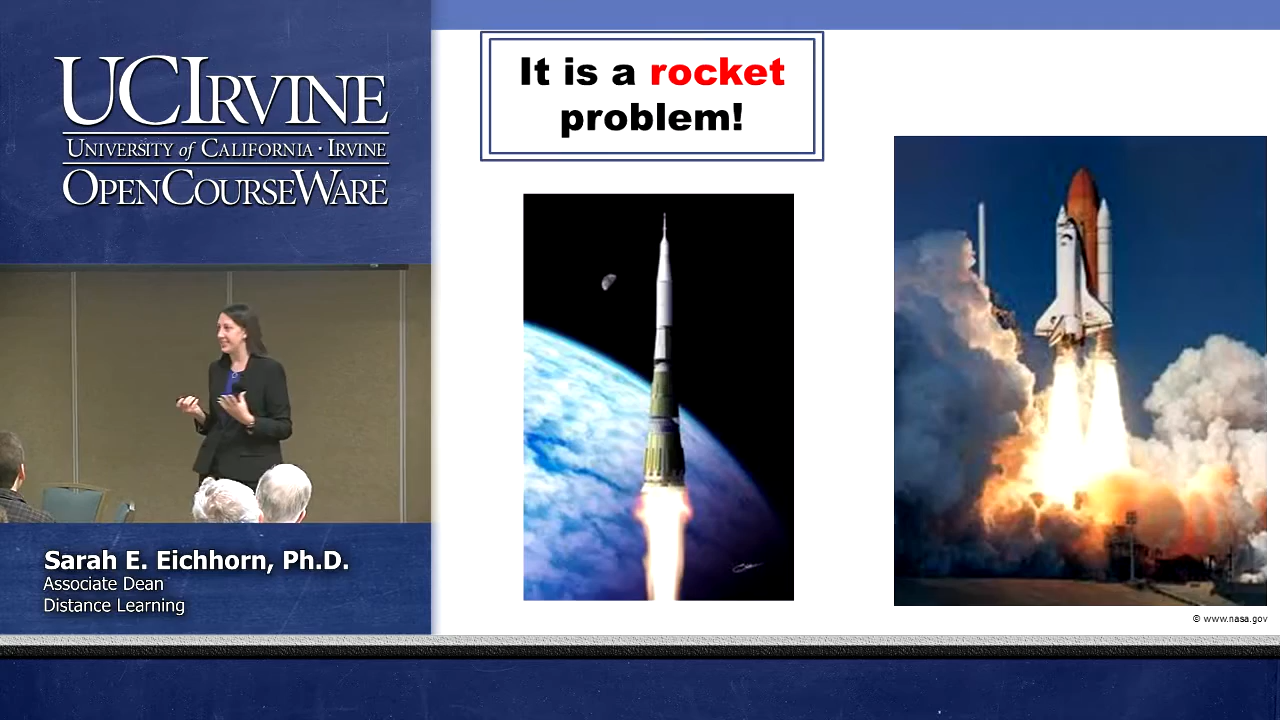 UCIRVINE
UNIVERSITY of CALIFORNIA · IRVINE
OPENCOURSEWARE
It is a rocket
problem!
Sarah E. Eichhorn, Ph.D.
Associate Dean
Distance Learning
© www.nasa.gov